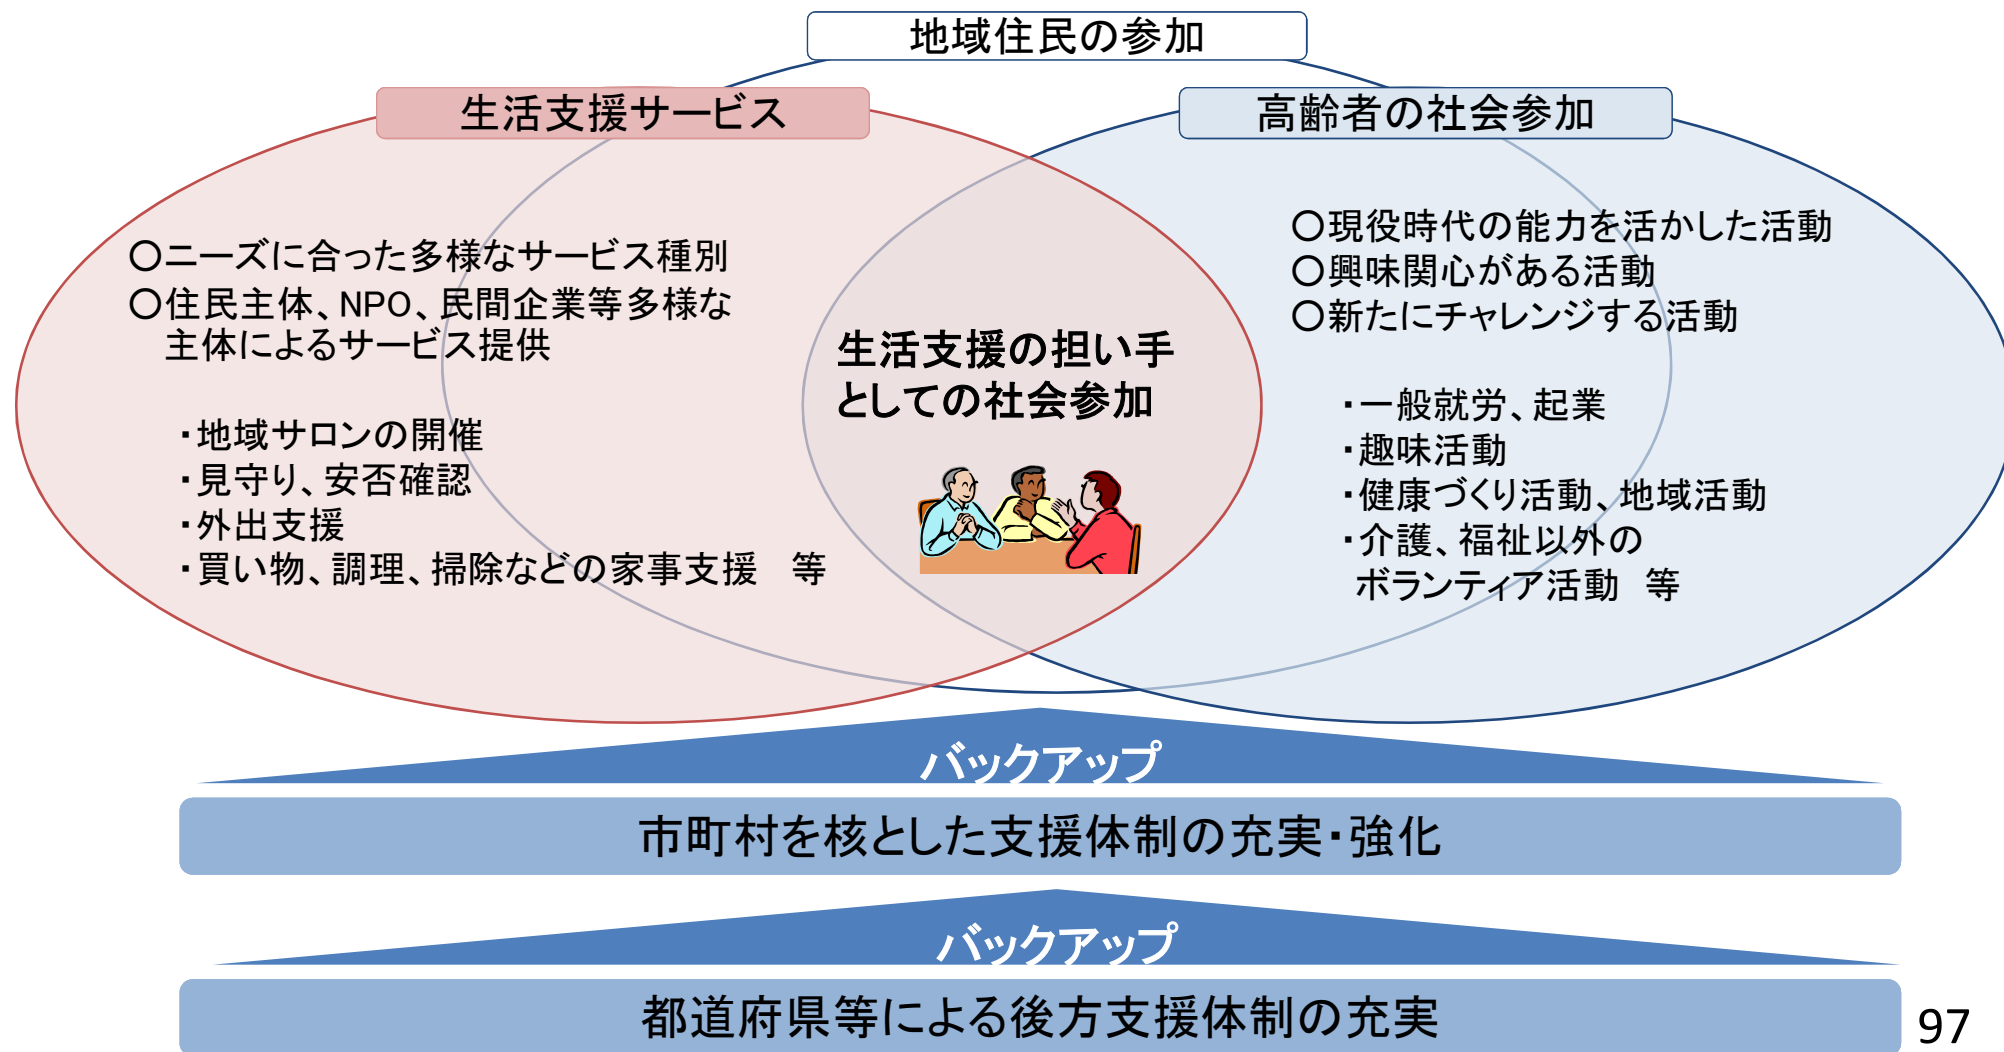 地域住民の参加
生活支援サービス
高齢者の社会参加
○ニーズに合った多様なサービス種別
○住民主体、NPO、民間企業等多様な
主体によるサービス提供
・地域サロンの開催
・見守り、安否確認
・外出支援
・買い物、調理、掃除などの家事支援　等
生活支援の担い手
としての社会参加
○現役時代の能力を活かした活動
○興味関心がある活動
○新たにチャレンジする活動
・一般就労、起業
・趣味活動
・健康づくり活動、地域活動
・介護、福祉以外の
ボランティア活動　等
バックアップ
市町村を核とした支援体制の充実・強化
バックアップ
都道府県等による後方支援体制の充実
97